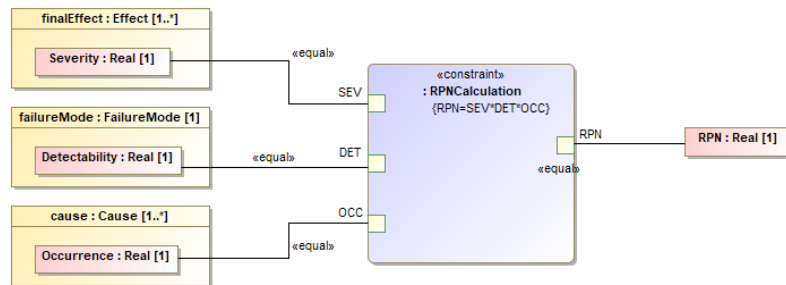 finalEffect : Effect [1..*]
Severity : Real [1]
«equal»
SEV
«constraint»
: RPNCalculation
{RPN=SEV*DET*OCC}
failureMode : FailureMode [1]
Detectability : Real [1]
«equal»
DET
RPN
«equal»
RPN : Real [1]
cause : Cause [1..*]
Occurrence : Real [1]
OCC
«equal»